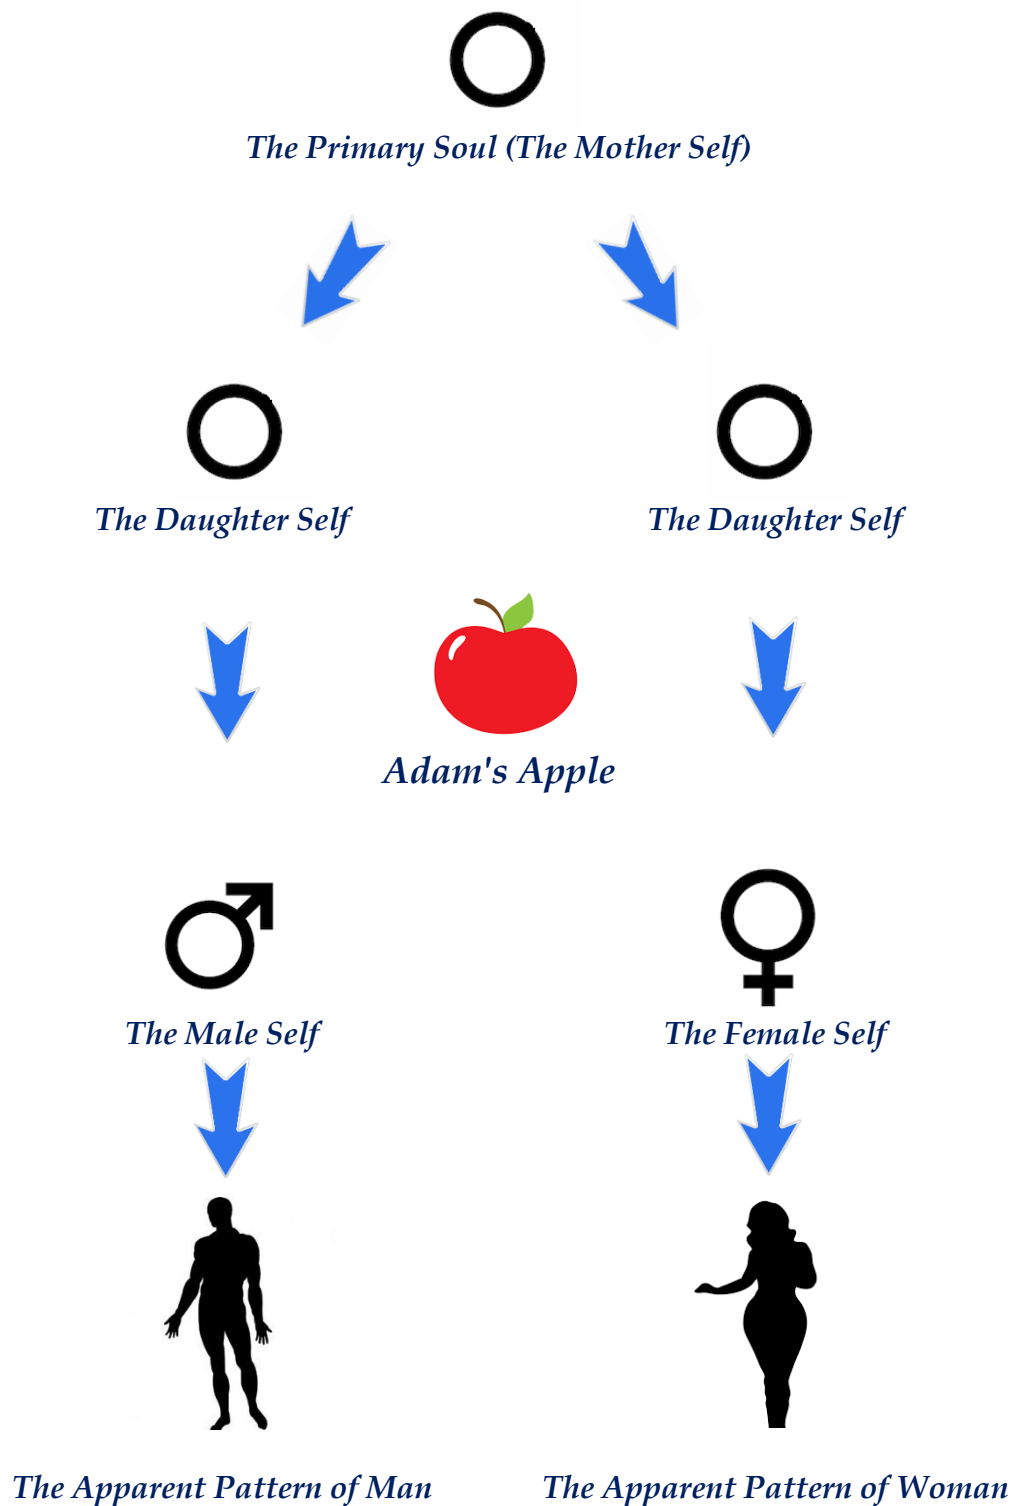 The Primary Soul (The Mother Self)
The Daughter Self
The Daughter Self
Adam's Apple
The Male Self
The Female Self
The Apparent Pattern of Man
The Apparent Pattern of Woman